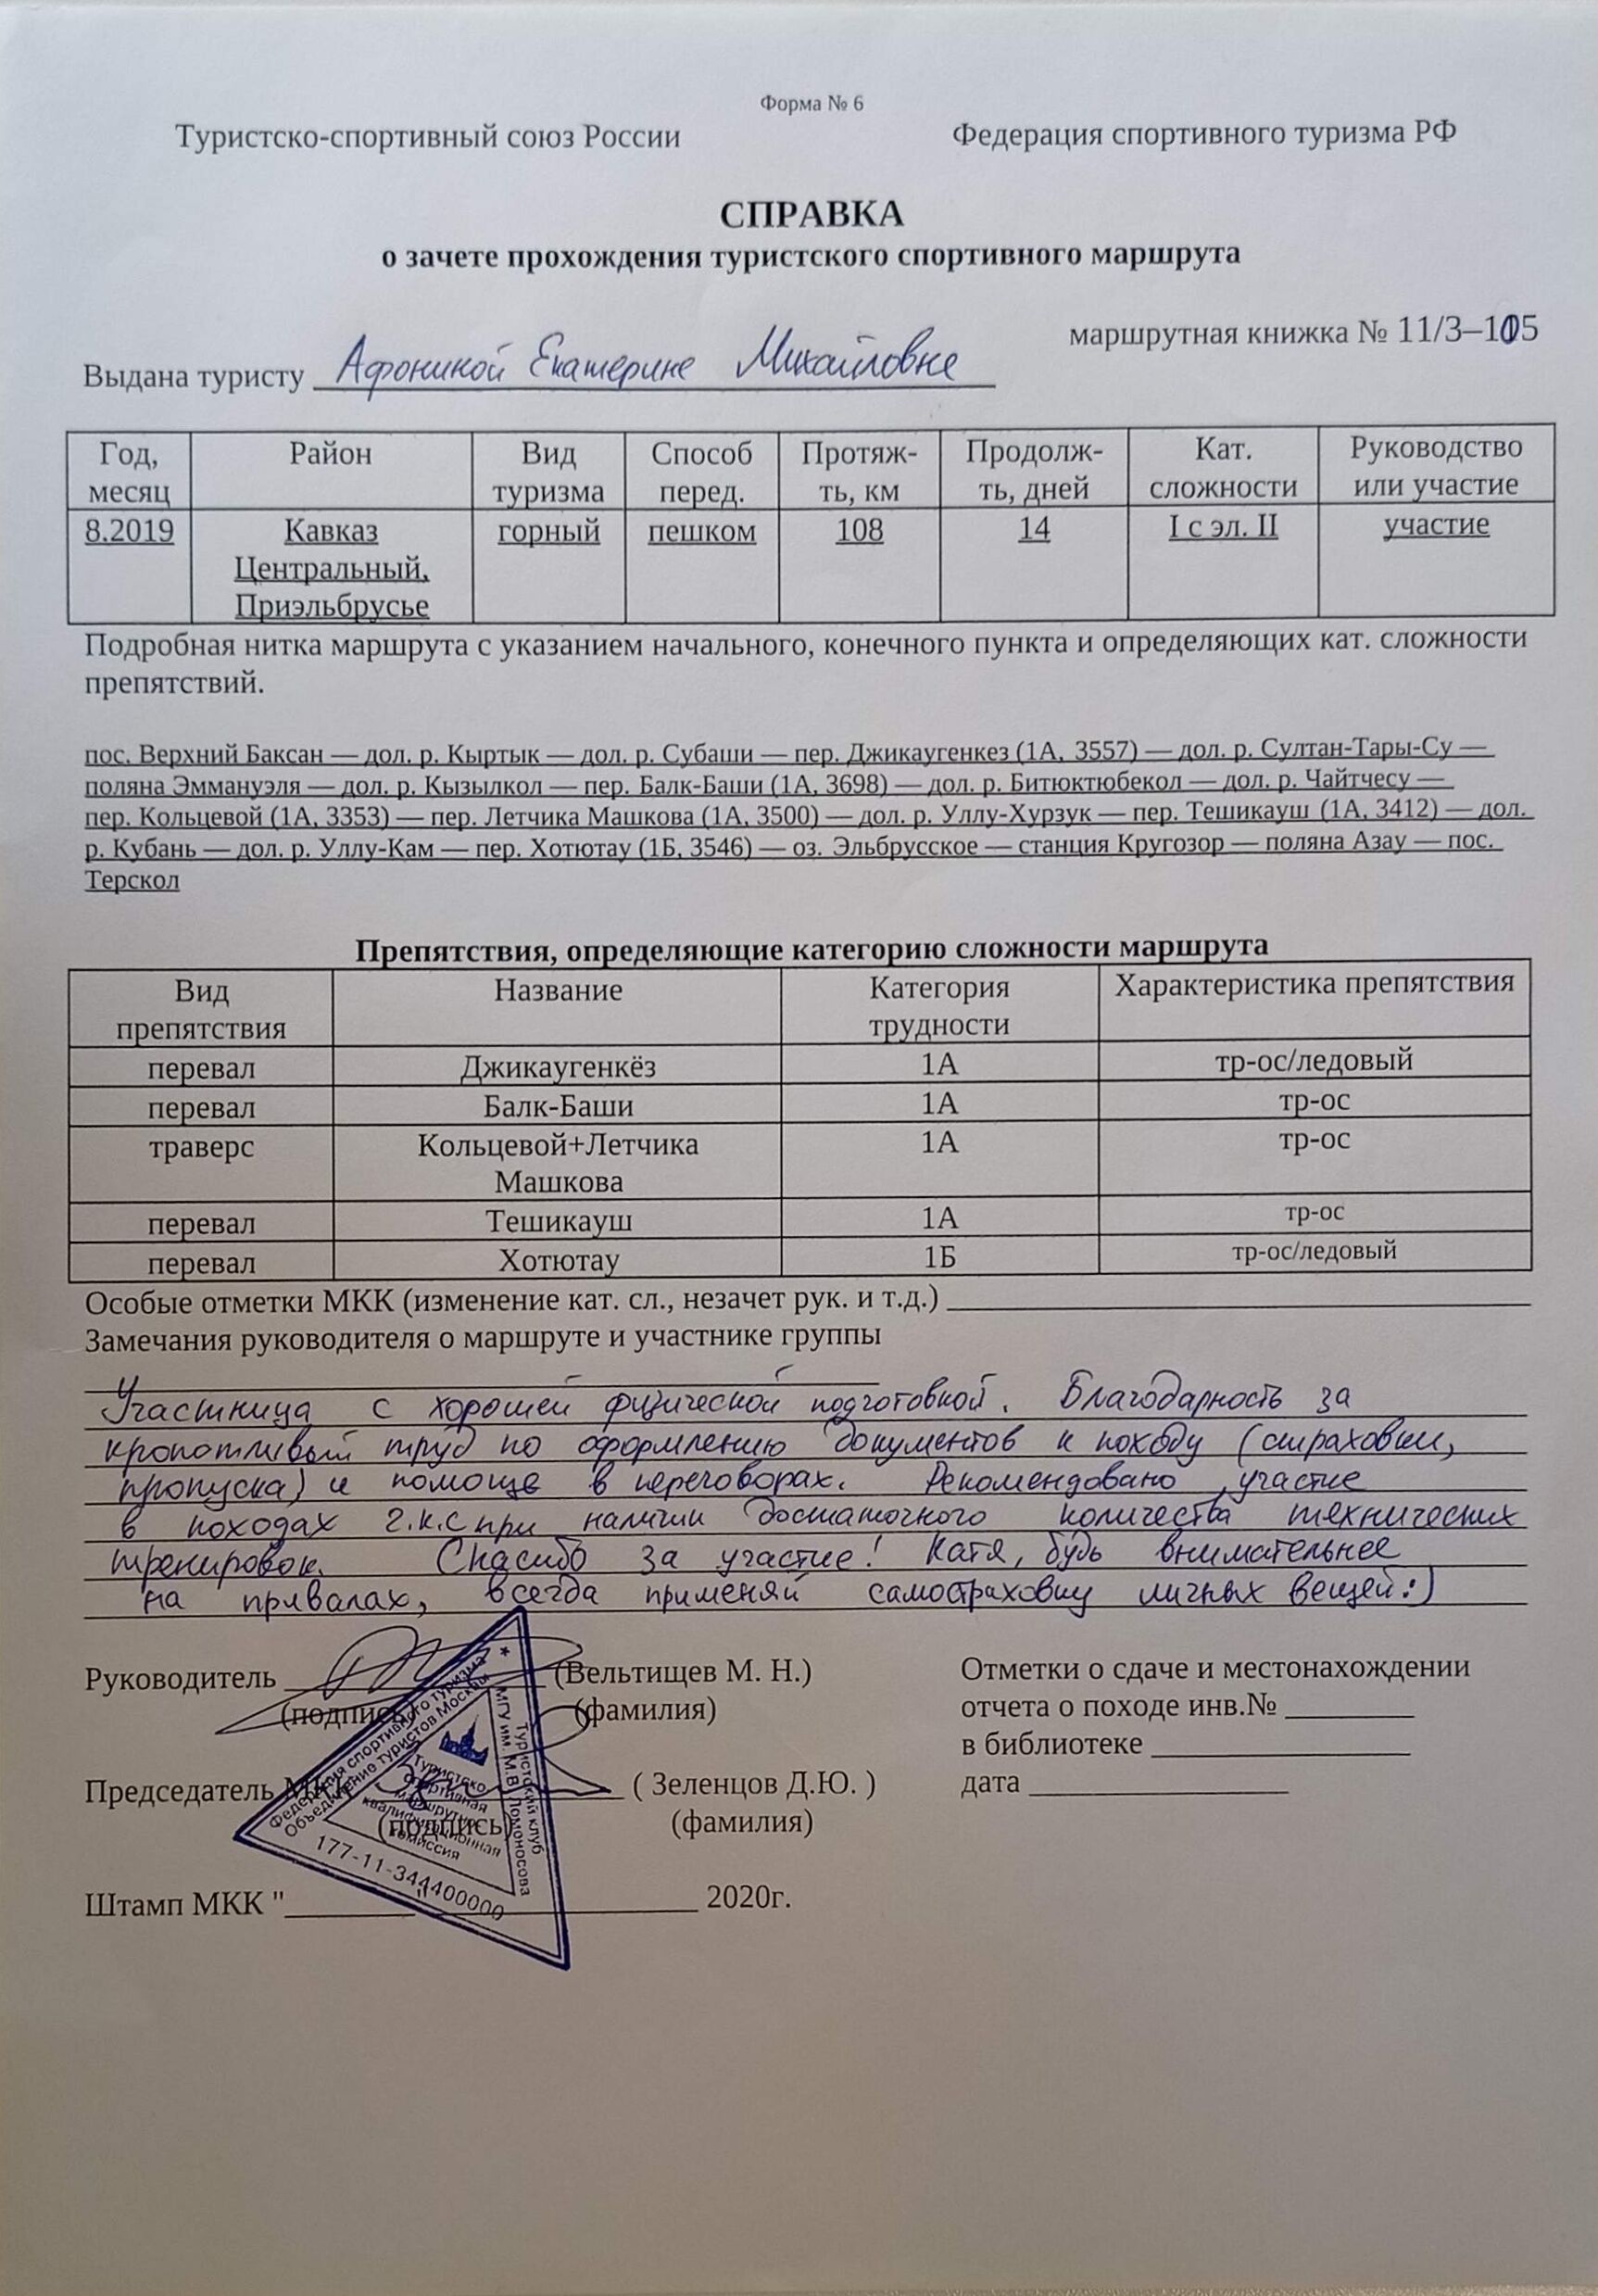 Форма № 6
Туристско-спортивный союз России Федерация спортивного туризма РФ
СПРАВКА
о зачете прохождения туристского спортивного маршрута
маршрутная книжка № 11/3–105
Выдана туристу Афониной Екатерине Михайловне
Год, месяц Район Вид туризма Способ перед. Протяж-ть, км Продолж-ть, дней Кат. сложности Руководство или участие
8.2019 Кавказ Центральный, Приэльбрусье горный пешком 108 14 I с эл. II участие
Подробная нитка маршрута с указанием начального, конечного пункта и определяющих кат. сложности
препятствий.
пос. Верхний Баксан — дол. р. Кыртык — дол. р. Субаши — пер. Джикаугенкез (1А, 3557) — дол. р. Султан-Тары-Су —
поляна Эммануэля — дол. р. Кызылкол — пер. Балк-Баши (1А, 3698) — дол. р. Битюктюбекол — дол. р. Чайтчесу —
пер. Кольцевой (1А, 3353) — пер. Летчика Машкова (1А, 3500) — дол. р. Уллу-Хурзук — пер. Тешикауш (1А, 3412) — дол.
р. Кубань — дол. р. Уллу-Кам — пер. Хотютау (1Б, 3546) — оз. Эльбрусское — станция Кругозор — поляна Азау — пос.
Терскол
Препятствия, определяющие категорию сложности маршрута
Вид препятствия Название Категория трудности Характеристика препятствия
перевал Джикаугенкёз 1А тр-ос/ледовый
перевал Балк-Баши 1А тр-ос
траверс Кольцевой+Летчика Машкова 1А тр-ос
перевал Тешикауш 1А тр-ос
перевал Хотютау 1Б тр-ос/ледовый
Особые отметки МКК (изменение кат. сл., незачет рук. и т.д.)
Замечания руководителя о маршруте и участнике группы
Участница с хорошей физической подготовкой. Благодарность за
кропотливый труд по оформлению документов к походу (страховки,
пропуска) и помощь в переговорах. Рекомендовано участие
в походах 2.к.с при наличии достаточного количества технических
тренировок. Спасибо за участие! Катя, будь внимательнее
на привалах, всегда применяй самостраховку личных вещей:)
Руководитель (Вельтищев М. Н.) Отметки о сдаче и местонахождении
(подпись) (фамилия) отчета о походе инв.№
в библиотеке
Председатель МКК ( Зеленцов Д.Ю. ) дата
(подпись) (фамилия)
Штамп МКК " " 2020г.
Федерация спортивного туризма
Объединение туристов Москвы
Туристский клуб
МГУ им. М.В. Ломоносова
Туристско-
спортивная
маршрутно-
квалификационная
комиссия
177-11-34440000